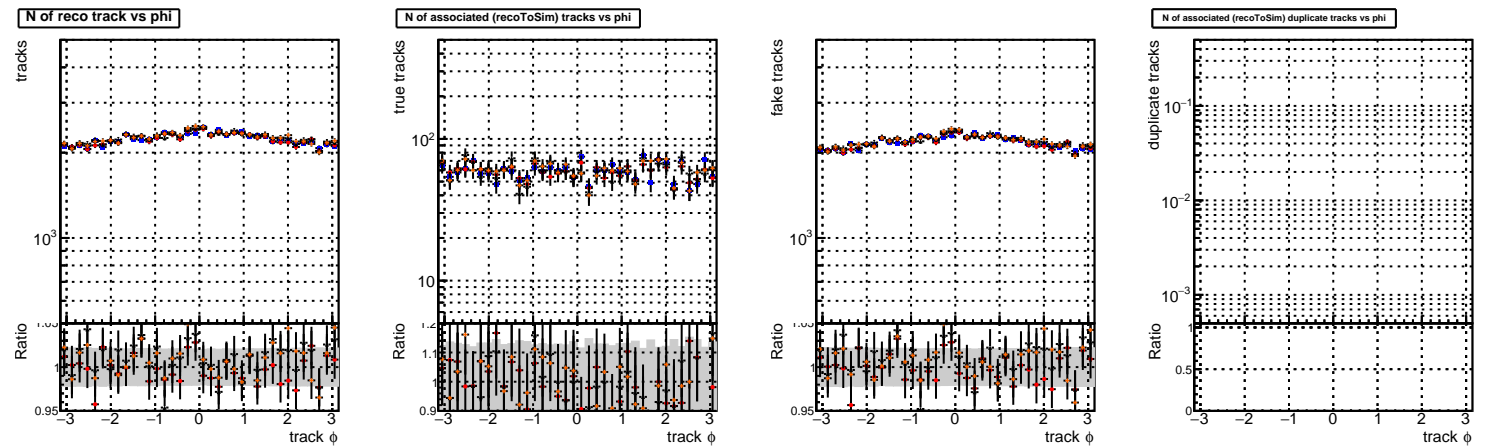 N of reco track vs phi
tracks
10³
Ratio
1.05
1
0.95
−3 −2 −1 0 1 2 3
track ϕ
N of associated (recoToSim) tracks vs phi
true tracks
10²
10
Ratio
1.2
1.1
1.0
0.9
−3 −2 −1 0 1 2 3
track ϕ
fake tracks
10³
Ratio
1.05
1
0.95
−3 −2 −1 0 1 2 3
track ϕ
N of associated (recoToSim) duplicate tracks vs phi
duplicate tracks
10⁻¹
10⁻²
10⁻³
Ratio
1
0.5
0
−3 −2 −1 0 1 2 3
track ϕ